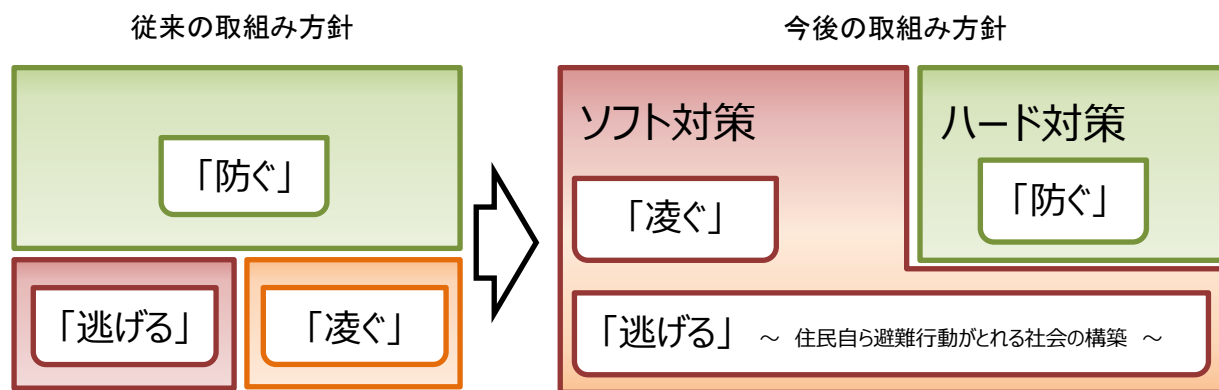 従来の取組み方針
「防ぐ」
「逃げる」
「凌ぐ」
今後の取組み方針
ソフト対策
ハード対策
「凌ぐ」
「防ぐ」
「逃げる」 ～ 住民自ら避難行動がとれる社会の構築 ～